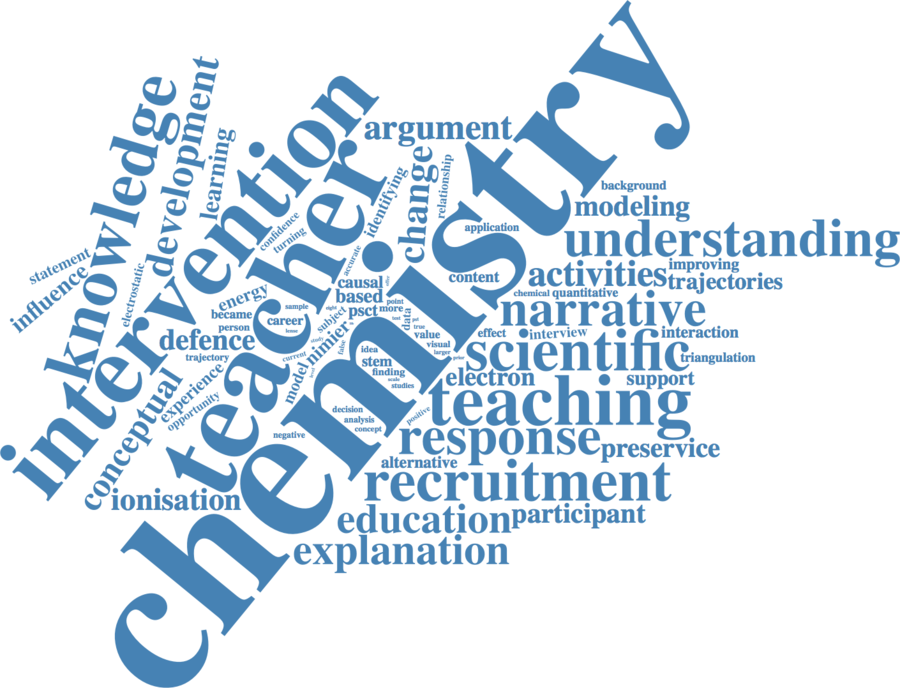 chemistry
teacher
intervention
knowledge
development
learning
argument
change
relationship
identifying
confidence
turning
accurate
statement
influence
electrostatic
background
modeling
application
understanding
content
activities
improving
trajectories
chemical
quantitative
causal
based
energy
sample
psct
more
point
became
career
subject
data
narrative
person
defence
value
true
effect
interview
interaction
study
nimier
false
visual
larger
scientific
triangulation
trajectory
current
idea
stem
finding
model
electron
support
experience
opportunity
studies
conceptual
teaching
decision
analysis
concept
positive
negative
response
preservice
alternative
recruitment
ionisation
education
participant
explanation